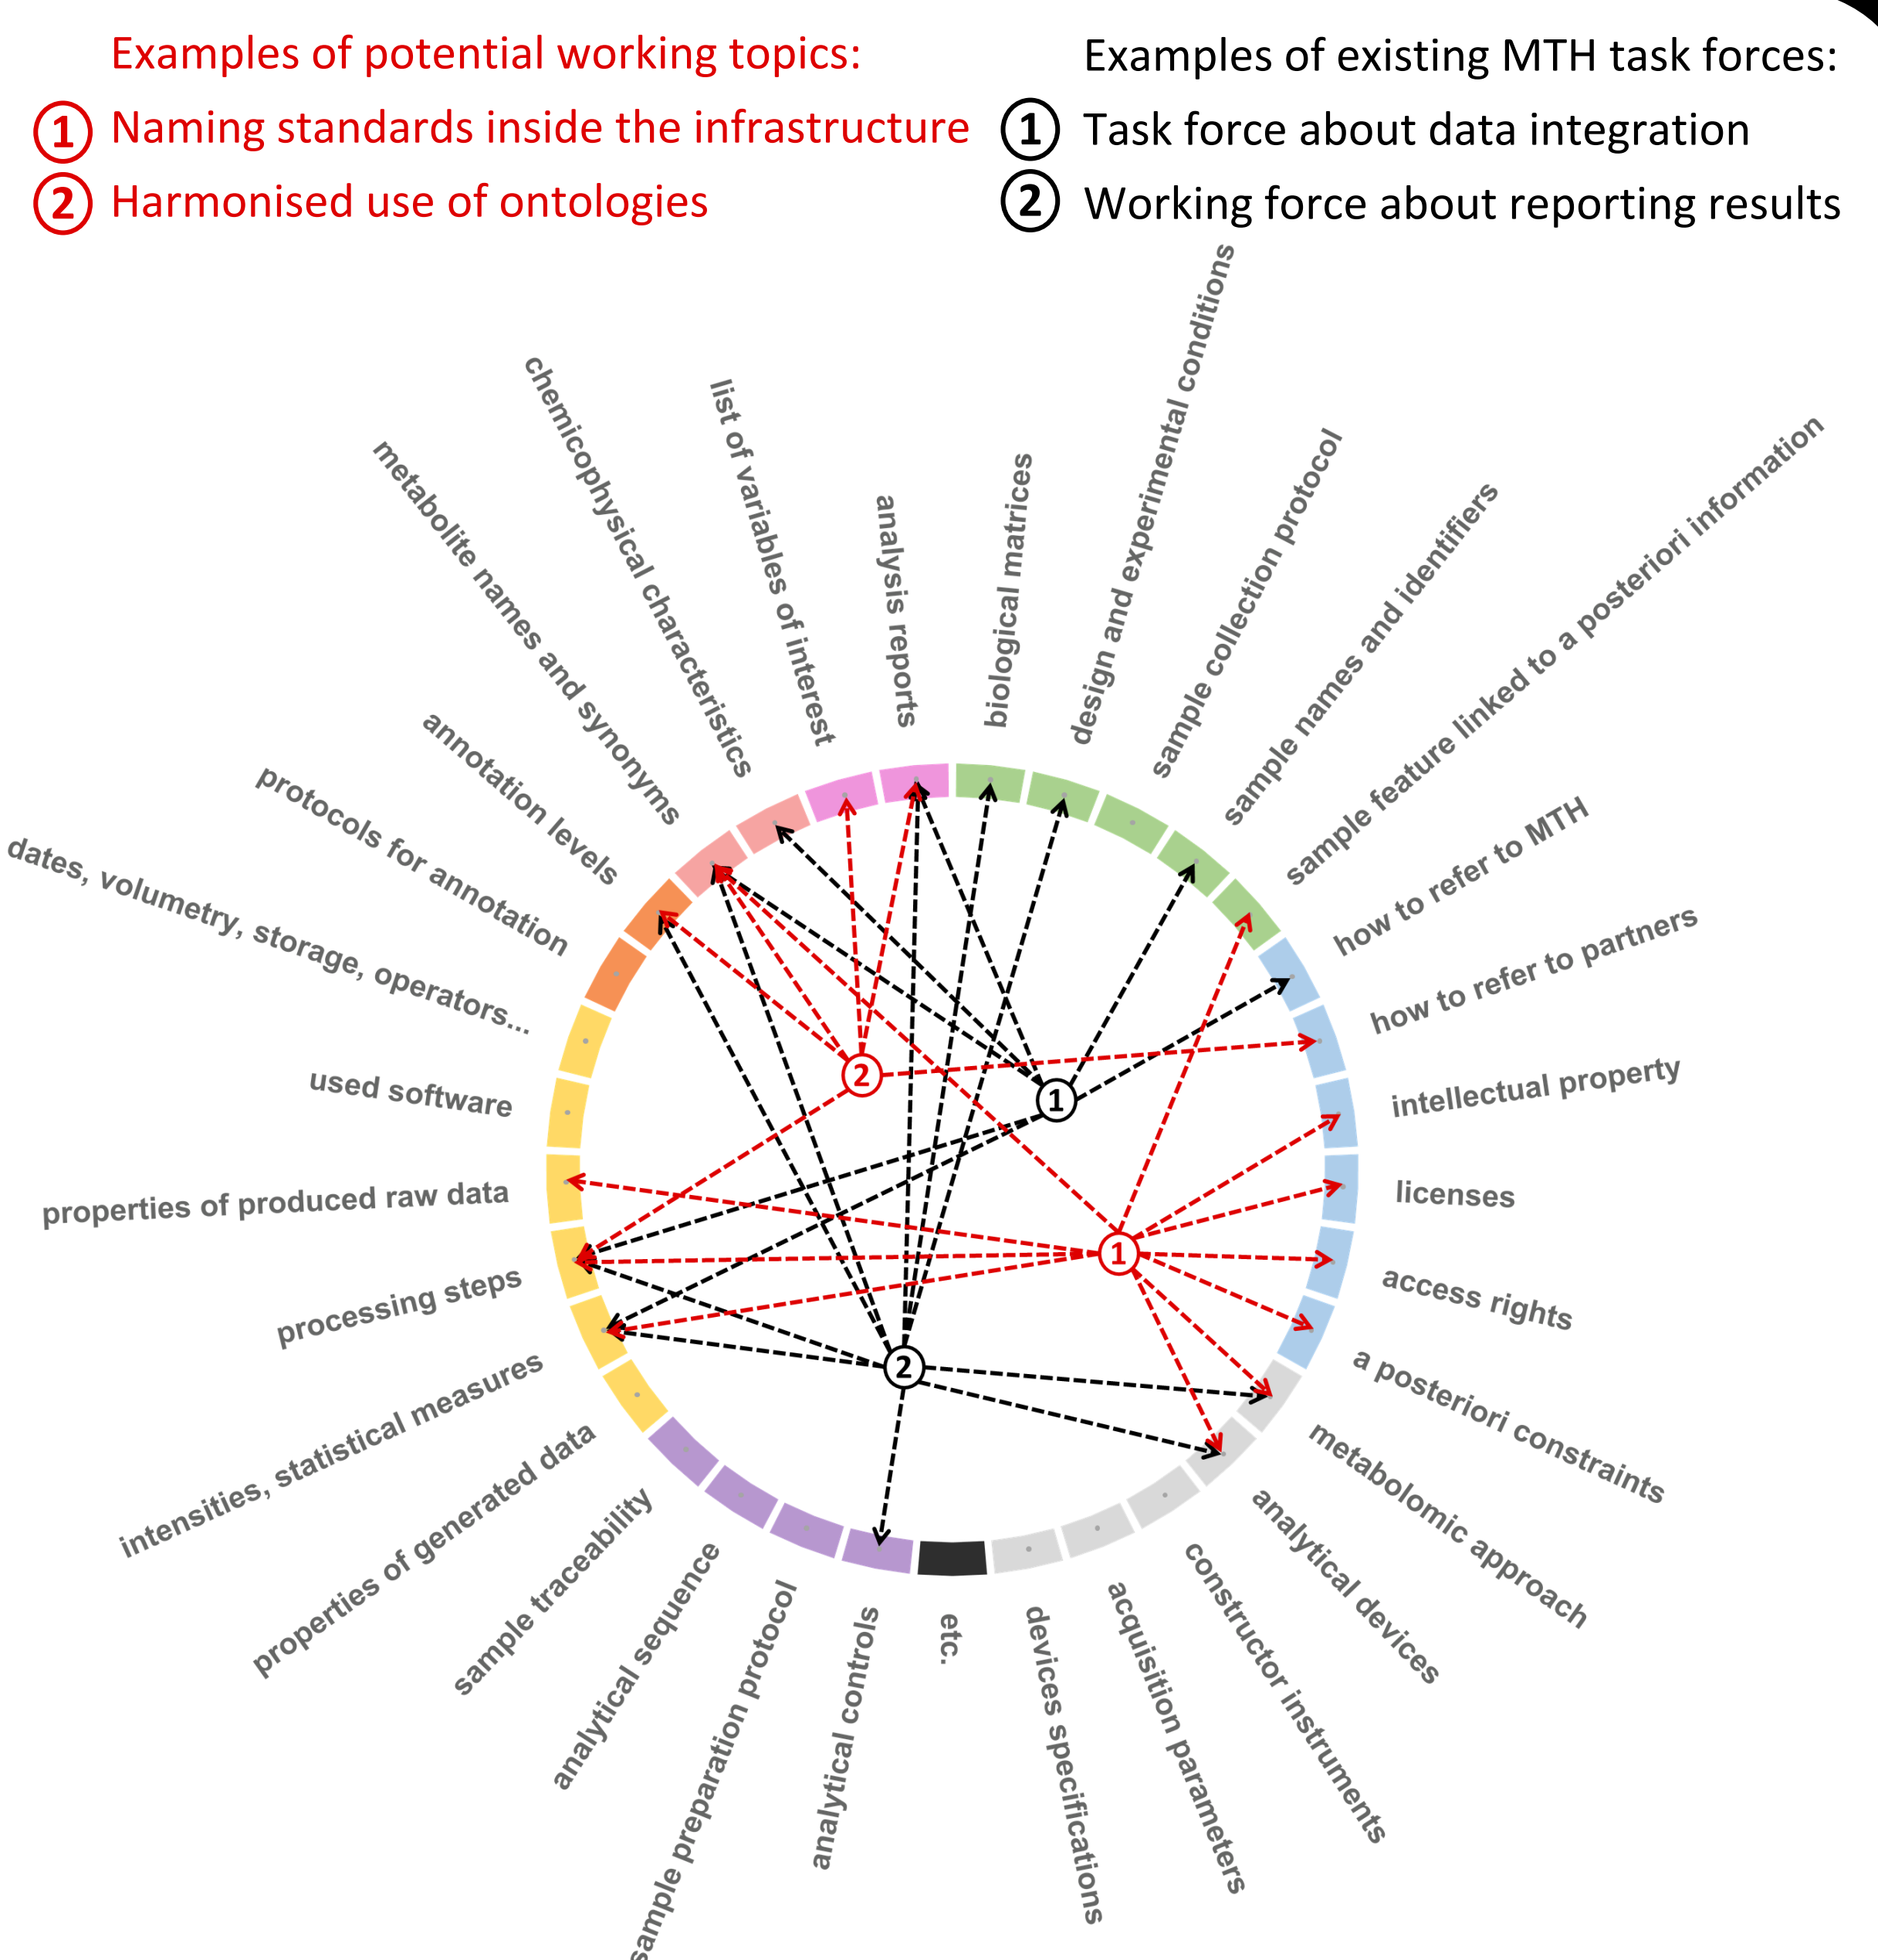 Examples of potential working topics:
1 Naming standards inside the infrastructure
2 Harmonised use of ontologies
Examples of existing MTH task forces:
1 Task force about data integration
2 Working force about reporting results
biological matrices
design and experimental conditions
sample collection protocol
sample names and identifiers
sample feature linked to a posteriori information
how to refer to MTH
how to refer to partners
intellectual property
licenses
access rights
a posteriori constraints
metabolomic approach
analytical devices
constructor instruments
acquisition parameters
devices specifications
etc.
analytical controls
sample preparation protocol
analytical sequence
sample traceability
properties of generated data
intensities, statistical measures
processing steps
properties of produced raw data
used software
dates, volumetry, storage, operators...
protocols for annotation
annotation levels
metabolite names and synonyms
chemicophysical characteristics
list of variables of interest
analysis reports
2
1
1
2